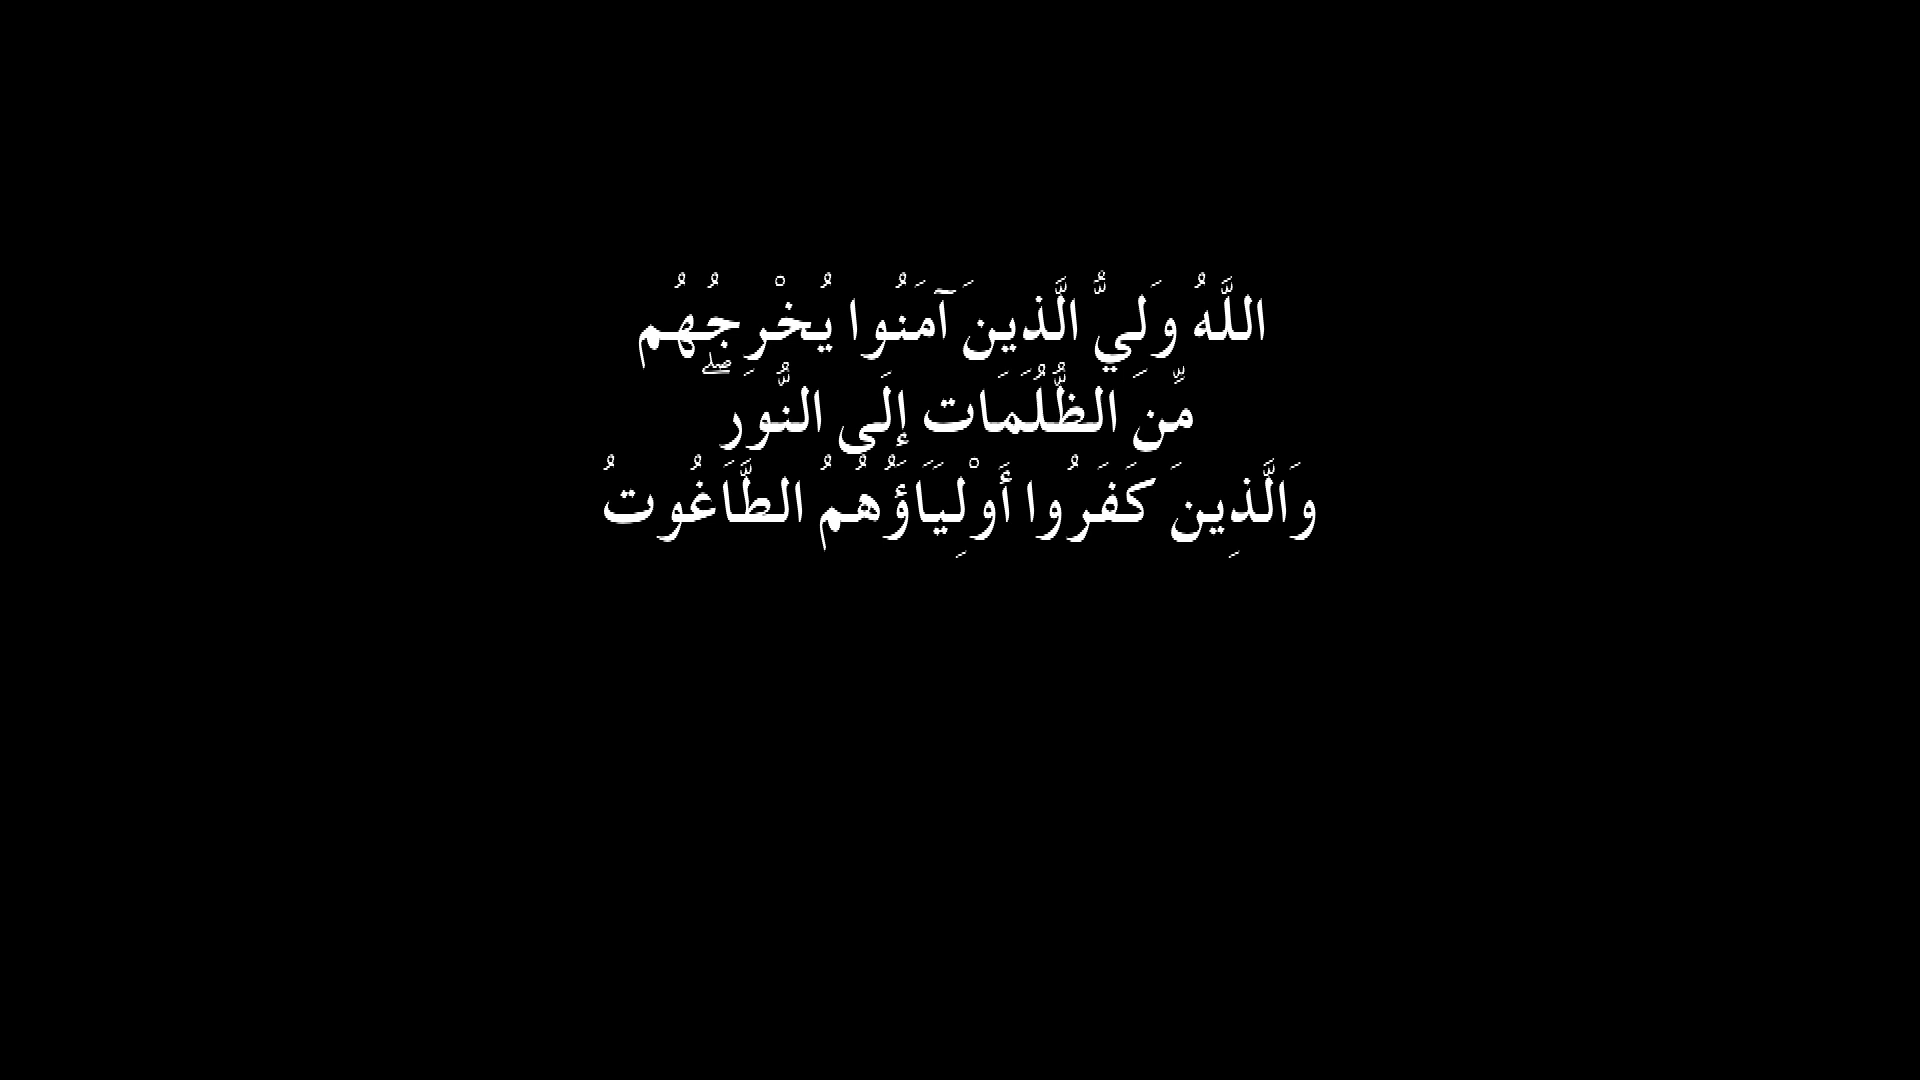 اللَّهُ وَلِيُّ الَّذِينَ آمَنُوا يُخْرِجُهُم
مِّنَ الظُّلُمَاتِ إِلَى النُّورِ ۖ
وَالَّذِينَ كَفَرُوا أَوْلِيَاؤُهُمُ الطَّاغُوتُ